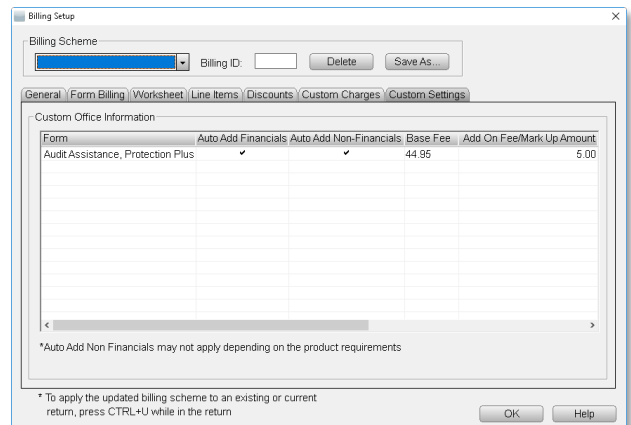 Billing Setup
Billing Scheme
Billing ID:
Delete
Save As...
General Form Billing Worksheet Line Items Discounts Custom Charges Custom Settings
Custom Office Information
Form Auto Add Financials Auto Add Non-Financials Base Fee Add On Fee/Mark Up Amount
Audit Assistance, Protection Plus ✔ ✔ 44.95 5.00
*Auto Add Non Financials may not apply depending on the product requirements
* To apply the updated billing scheme to an existing or current
return, press CTRL+U while in the return
OK
Help